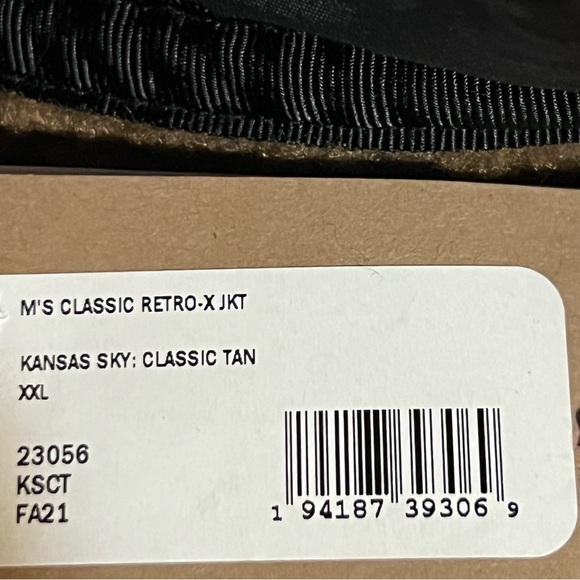 M'S CLASSIC RETRO-X JKT
KANSAS SKY: CLASSIC TAN
XXL
23056
KSCT
FA21
1 94187 39306 9